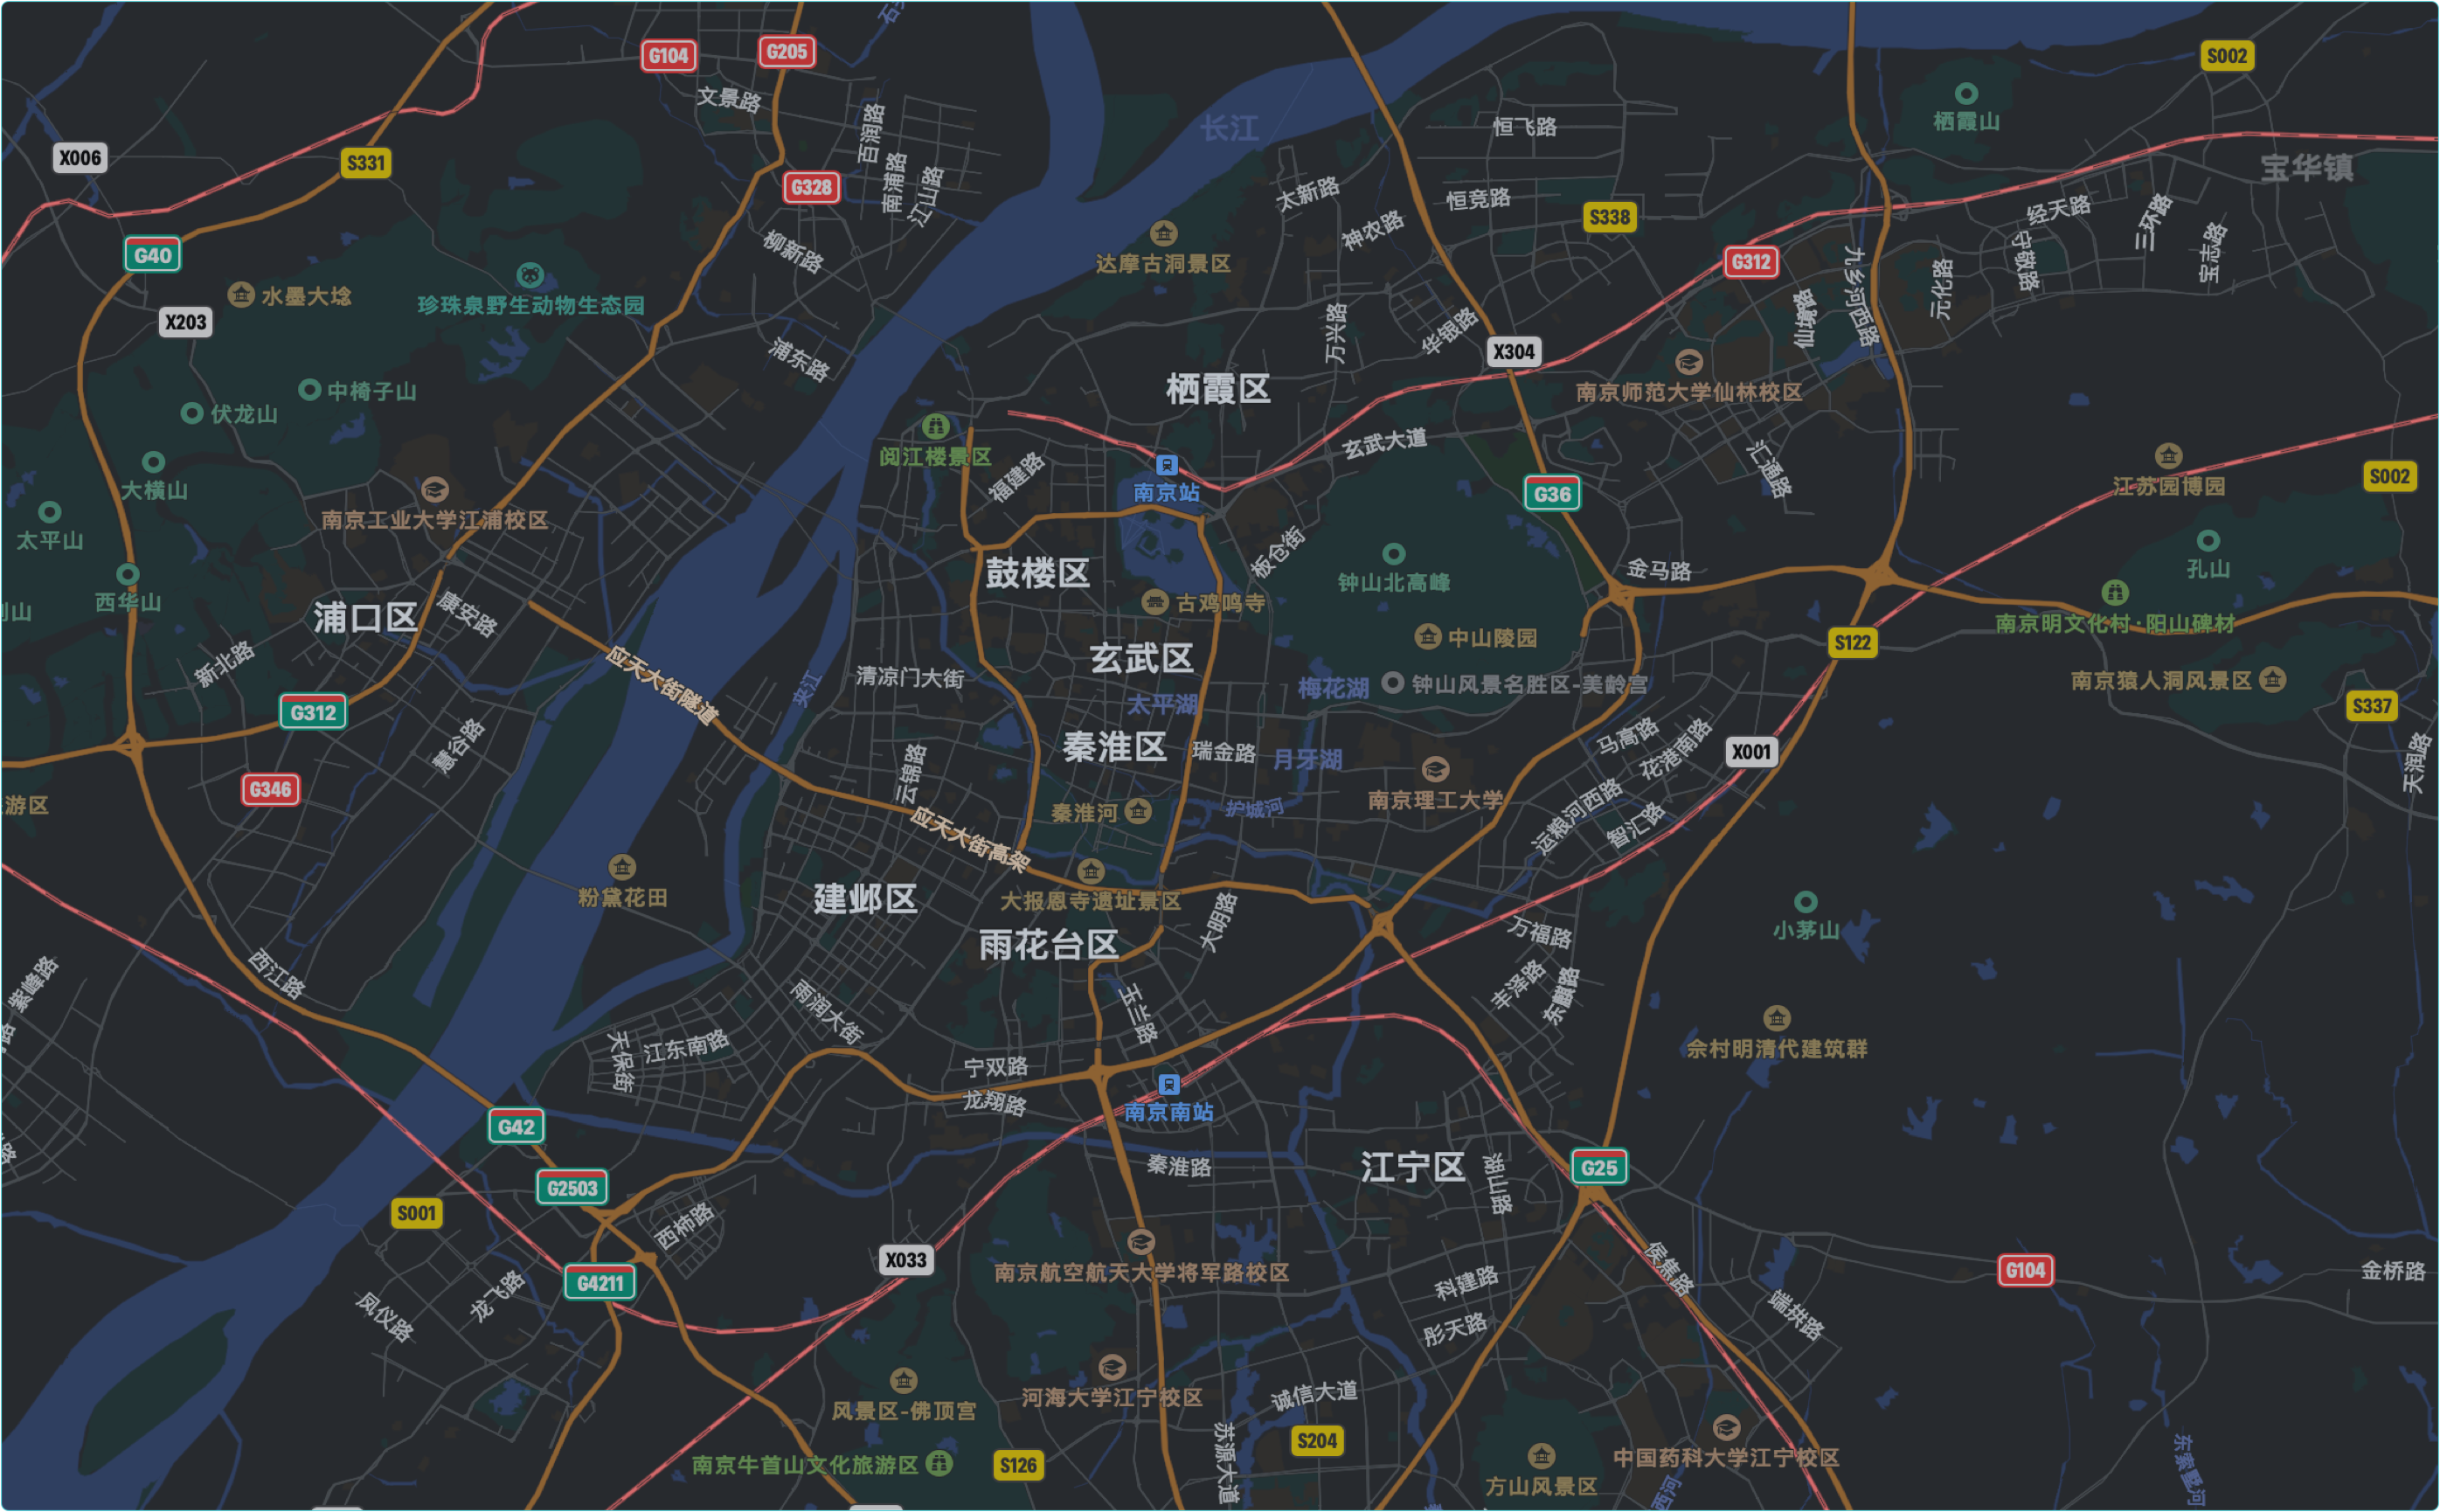 G104
G205
S002
文景路
栖霞山
长江
恒飞路
百润路
X006
S331
宝华镇
G328
南浦路
江山路
太新路
恒竞路
S338
经天路
三环路
神农路
柳新路
G40
达摩古洞景区
G312
九乡河西路
守敬路
宝志路
水墨大埝
珍珠泉野生动物生态园
元化路
X203
仙境路
万兴路
华银路
浦东路
X304
栖霞区
中椅子山
南京师范大学仙林校区
伏龙山
阅江楼景区
玄武大道
大横山
福建路
南京站
汇通路
江苏园博园
S002
G36
南京工业大学江浦校区
太平山
板仓街
孔山
鼓楼区
钟山北高峰
金马路
西华山
古鸡鸣寺
浦口区
康安路
南京明文化村·阳山碑材
中山陵园
S122
玄武区
新北路
应天大街隧道
夹江
清凉门大街
梅花湖
钟山风景名胜区-美龄宫
南京猿人洞风景区
太平湖
S337
G312
马高路
花港南路
秦淮区
瑞金路
月牙湖
X001
慧谷路
天润路
云锦路
G346
南京理工大学
游区
秦淮河
护城河
运粮河西路
智汇路
应天大街高架
粉黛花田
建邺区
大报恩寺遗址景区
大明路
小茅山
万福路
雨花台区
西江路
紫峰路
丰泽路
东麒路
雨润大街
玉兰路
天保街
江东南路
佘村明清代建筑群
宁双路
龙翔路
南京南站
G42
秦淮路
江宁区
湖山路
G25
G2503
S001
西柿路
X033
G4211
南京航空航天大学将军路校区
侯焦路
G104
金桥路
龙飞路
凤仪路
科建路
端拱路
彤天路
河海大学江宁校区
诚信大道
风景区-佛顶宫
苏源大道
S204
南京牛首山文化旅游区
S126
中国药科大学江宁校区
方山风景区